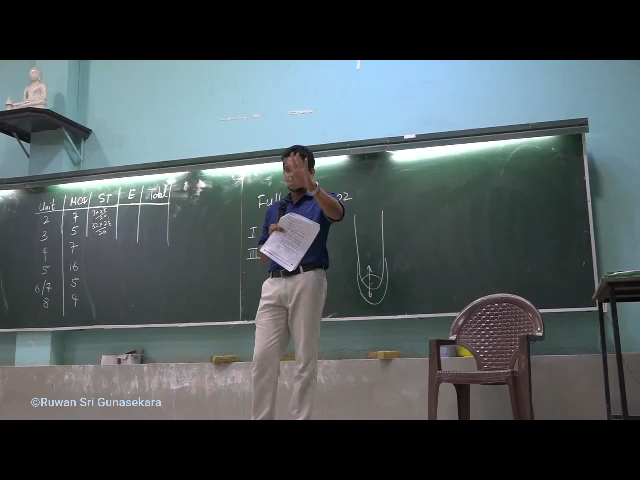 Unit MCQ ST E Total
2 7
3 5
4 7
5 16
6/7 5
8 4
Full
I
II
©Ruwan Sri Gunasekara